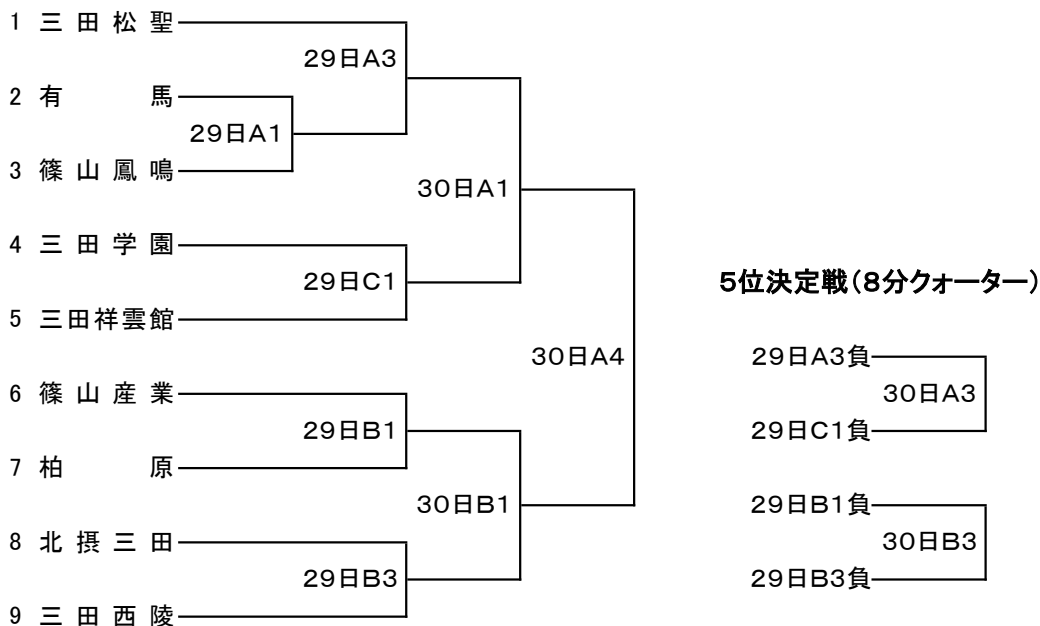 1 三田松聖
29日A3
2 有馬
29日A1
3 篠山鳳鳴
30日A1
4 三田学園
29日C1
5 三田祥雲館
30日A4
6 篠山産業
29日B1
7 柏原
30日B1
8 北摂三田
29日B3
9 三田西陵
5位決定戦(8分クォーター)
29日A3負
30日A3
29日C1負
29日B1負
30日B3
29日B3負